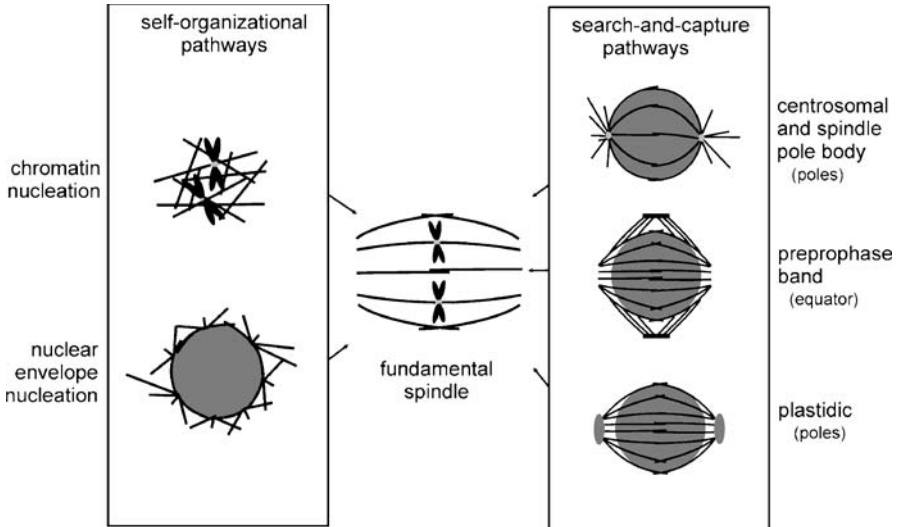 self-organizational
pathways
chromatin
nucleation
nuclear
envelope
nucleation
fundamental
spindle
search-and-capture
pathways
centrosomal
and spindle
pole body
(poles)
preprophase
band
(equator)
plastidic
(poles)